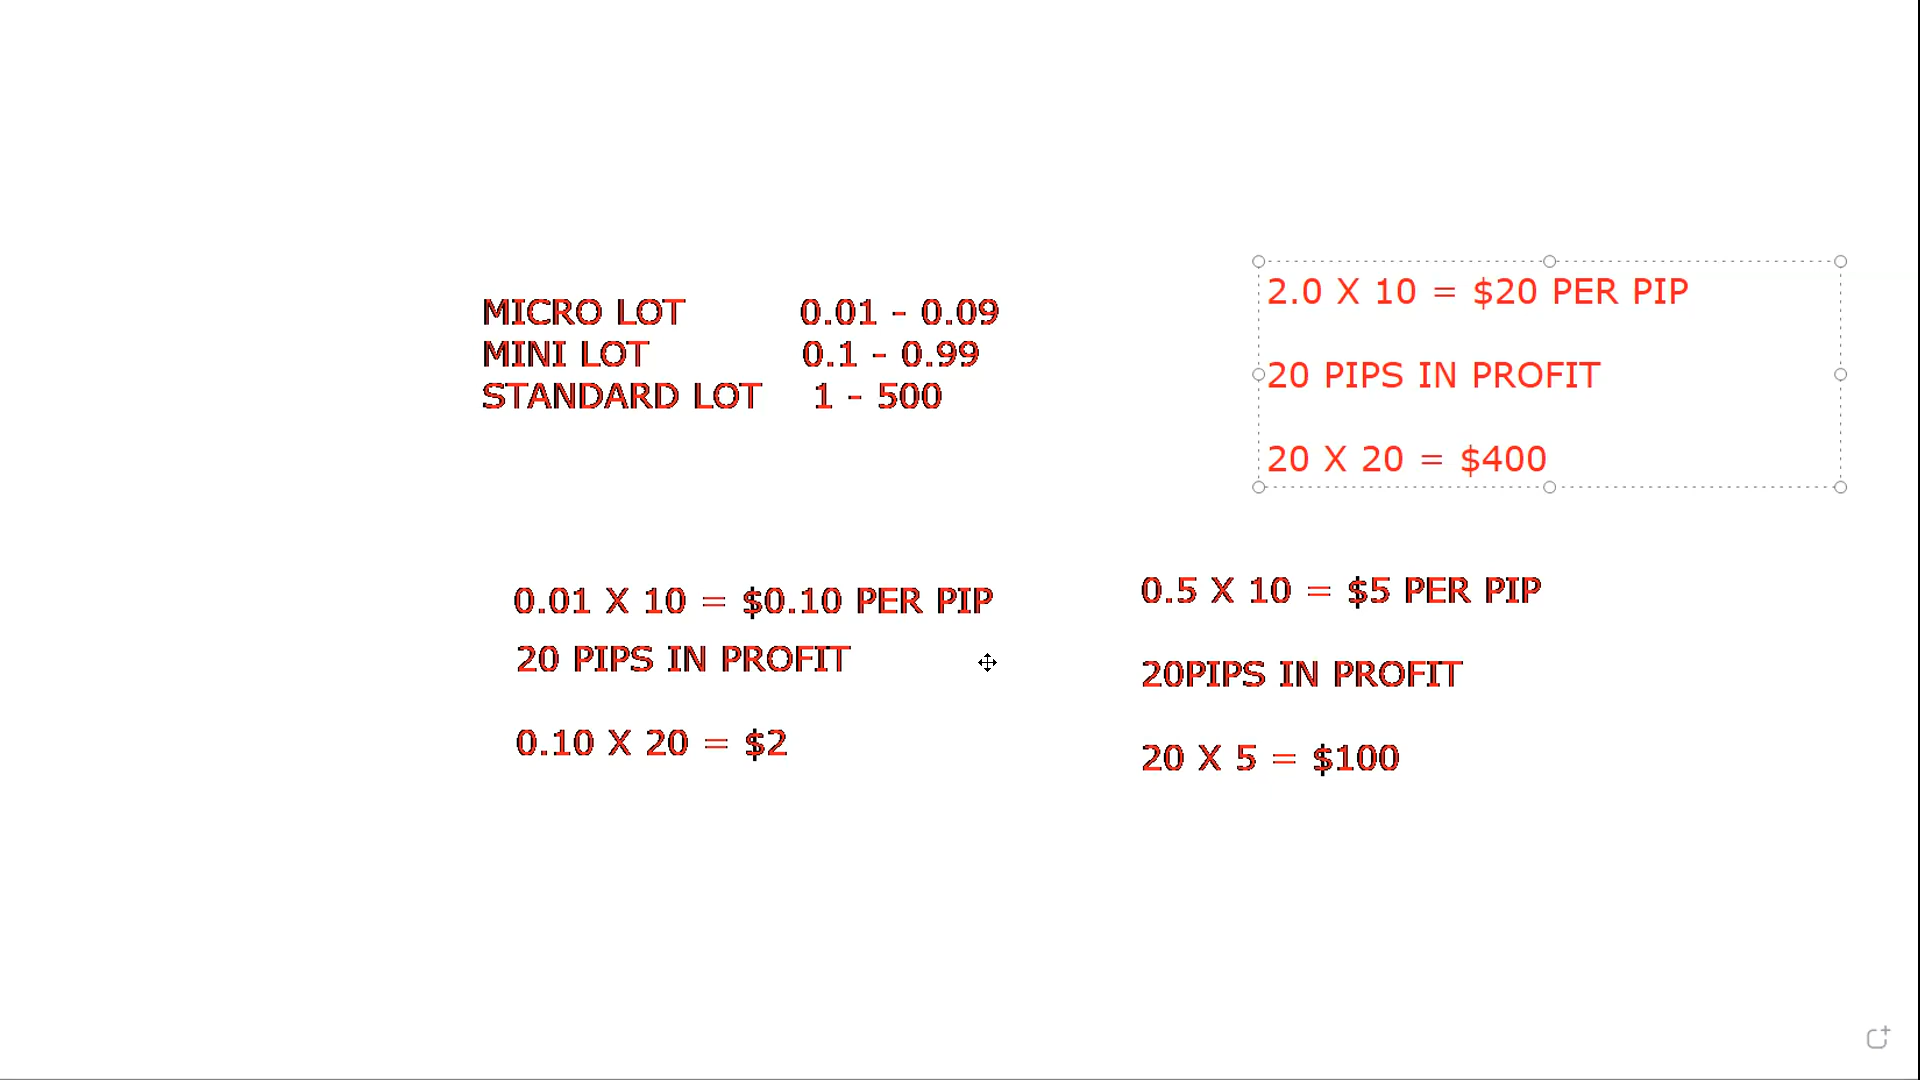 MICRO LOT 0.01 - 0.09
MINI LOT 0.1 - 0.99
STANDARD LOT 1 - 500
2.0 X 10 = $20 PER PIP
20 PIPS IN PROFIT
20 X 20 = $400
0.01 X 10 = $0.10 PER PIP
20 PIPS IN PROFIT
0.10 X 20 = $2
0.5 X 10 = $5 PER PIP
20PIPS IN PROFIT
20 X 5 = $100